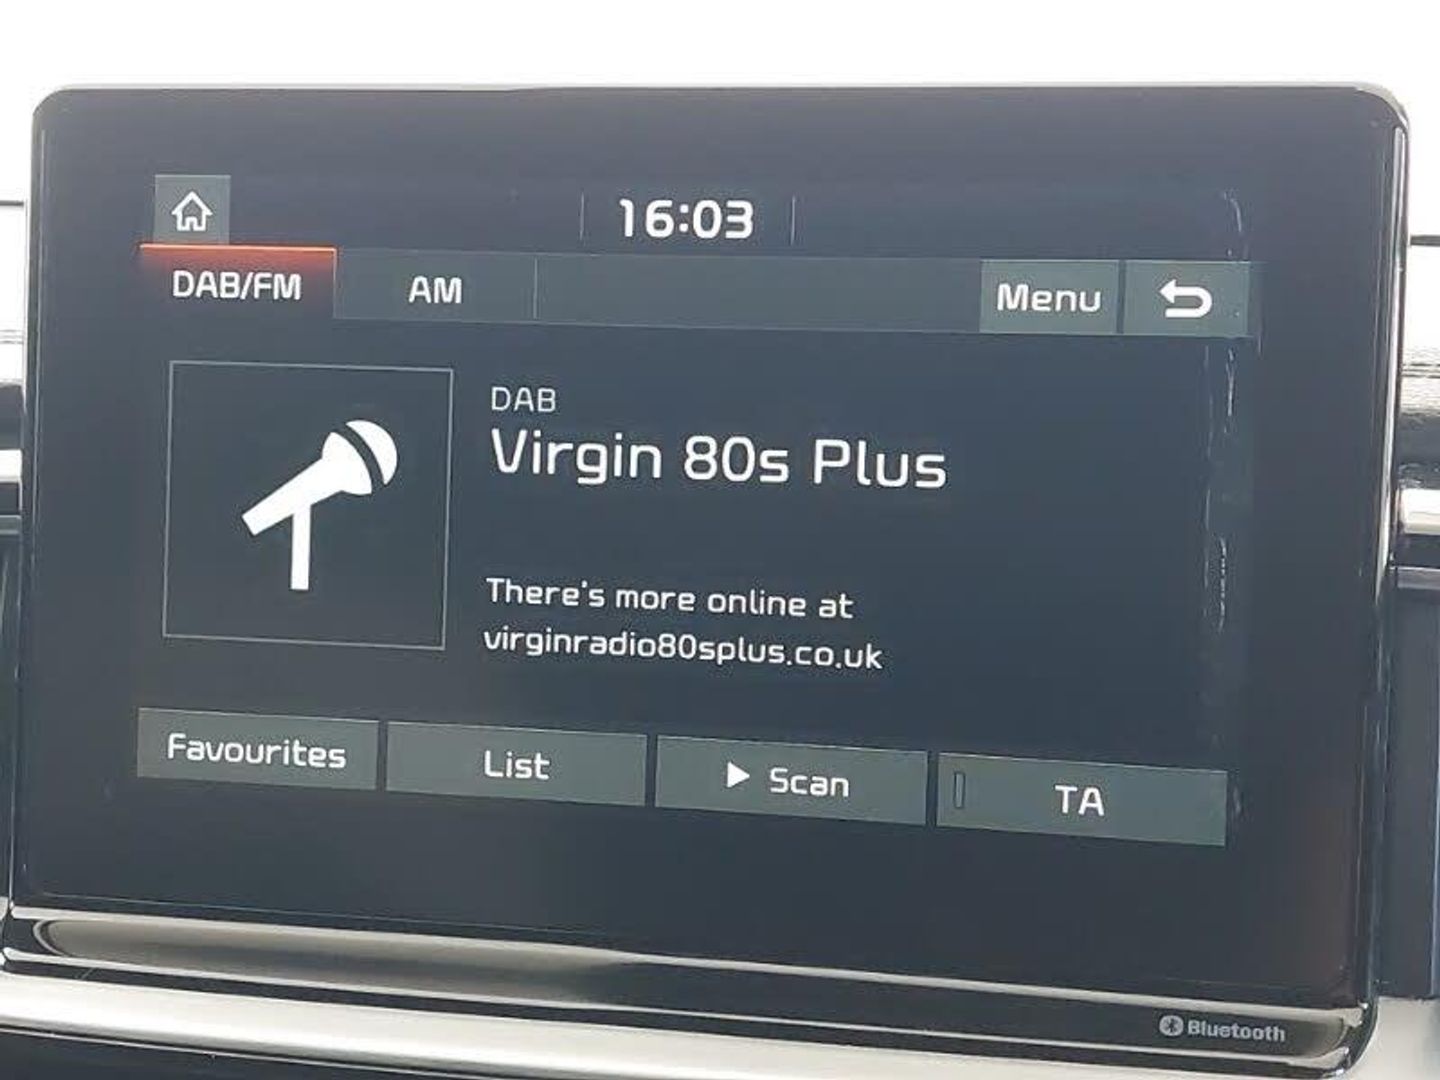 16:03
DAB/FM AM Menu
DAB
Virgin 80s Plus
There's more online at
virginradio80splus.co.uk
Favourites List Scan TA
Bluetooth